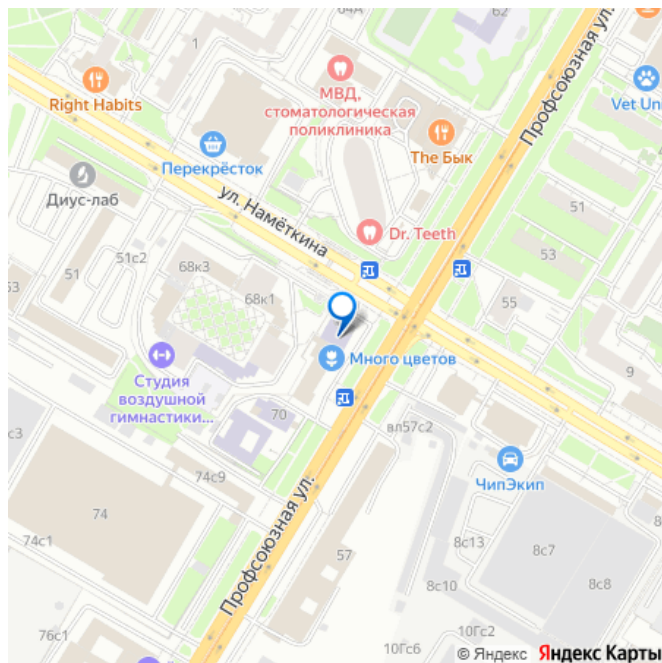 64А
62
1
Профсоюзная ул.
Right Habits
МВД,
стоматологическая
поликлиника
Vet Un
The Бык
Перекрёсток
Диус-лаб
ул. Намёткина
51
Dr. Teeth
51с2
68к3
53
51
53
68к1
55
Много цветов
9
Студия
воздушной
гимнастики...
70
вл57с2
с3
74с9
ЧипЭкип
Профсоюзная ул.
74
74с1
8с13
8с7
57
8с10
8с8
76с1
10Гс2
10Гс6
© Яндекс Яндекс Карты